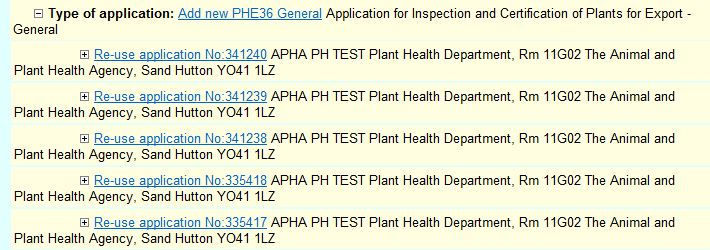 Type of application: Add new PHE36 General Application for Inspection and Certification of Plants for Export -
General
Re-use application No:341240 APHA PH TEST Plant Health Department, Rm 11G02 The Animal and
Plant Health Agency, Sand Hutton YO41 1LZ
Re-use application No:341239 APHA PH TEST Plant Health Department, Rm 11G02 The Animal and
Plant Health Agency, Sand Hutton YO41 1LZ
Re-use application No:341238 APHA PH TEST Plant Health Department, Rm 11G02 The Animal and
Plant Health Agency, Sand Hutton YO41 1LZ
Re-use application No:335418 APHA PH TEST Plant Health Department, Rm 11G02 The Animal and
Plant Health Agency, Sand Hutton YO41 1LZ
Re-use application No:335417 APHA PH TEST Plant Health Department, Rm 11G02 The Animal and
Plant Health Agency, Sand Hutton YO41 1LZ